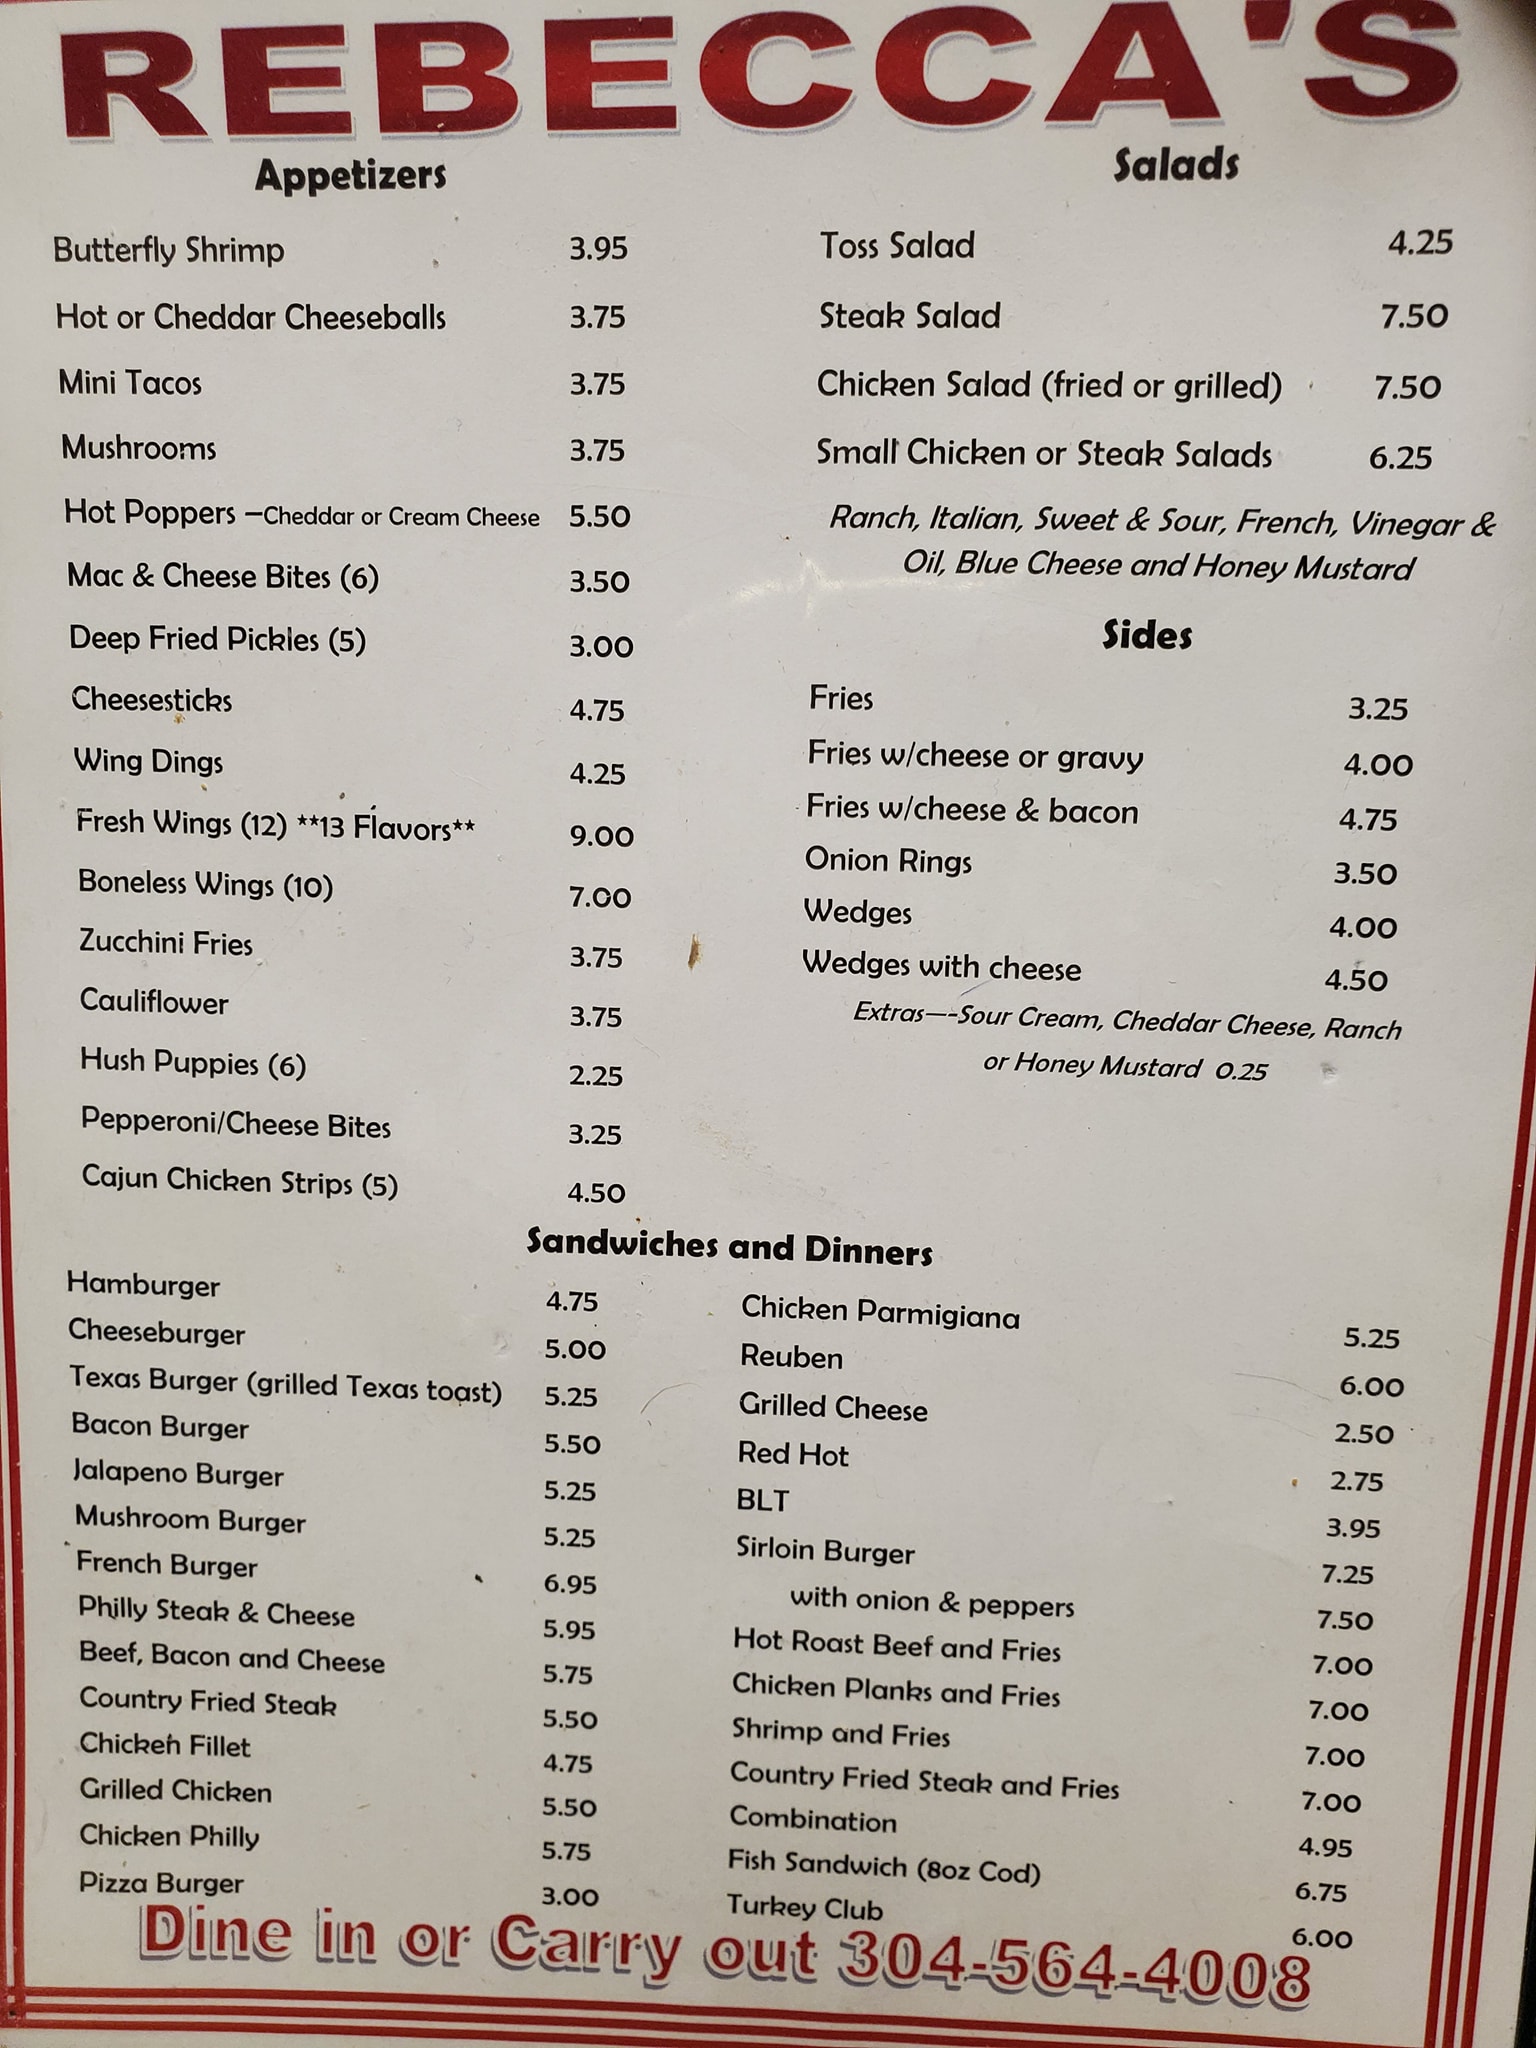 REBECCA'S
Appetizers
Butterfly Shrimp 3.95
Hot or Cheddar Cheeseballs 3.75
Mini Tacos 3.75
Mushrooms 3.75
Hot Poppers –Cheddar or Cream Cheese 5.50
Mac & Cheese Bites (6) 3.50
Deep Fried Pickles (5) 3.00
Cheesesticks 4.75
Wing Dings 4.25
Fresh Wings (12) **13 Flavors** 9.00
Boneless Wings (10) 7.00
Zucchini Fries 3.75
Cauliflower 3.75
Hush Puppies (6) 2.25
Pepperoni/Cheese Bites 3.25
Cajun Chicken Strips (5) 4.50
Salads
Toss Salad 4.25
Steak Salad 7.50
Chicken Salad (fried or grilled) 7.50
Small Chicken or Steak Salads 6.25
Ranch, Italian, Sweet & Sour, French, Vinegar &
Oil, Blue Cheese and Honey Mustard
Sides
Fries 3.25
Fries w/cheese or gravy 4.00
Fries w/cheese & bacon 4.75
Onion Rings 3.50
Wedges 4.00
Wedges with cheese 4.50
Extras—-Sour Cream, Cheddar Cheese, Ranch
or Honey Mustard 0.25
Sandwiches and Dinners
Hamburger 4.75
Cheeseburger 5.00
Texas Burger (grilled Texas toast) 5.25
Bacon Burger 5.50
Jalapeno Burger 5.25
Mushroom Burger 5.25
French Burger 6.95
Philly Steak & Cheese 5.95
Beef, Bacon and Cheese 5.75
Country Fried Steak 5.50
Chicken Fillet 4.75
Grilled Chicken 5.50
Chicken Philly 5.75
Pizza Burger 3.00
Chicken Parmigiana 5.25
Reuben 6.00
Grilled Cheese 2.50
Red Hot 2.75
BLT 3.95
Sirloin Burger 7.25
with onion & peppers 7.50
Hot Roast Beef and Fries 7.00
Chicken Planks and Fries 7.00
Shrimp and Fries 7.00
Country Fried Steak and Fries 7.00
Combination 4.95
Fish Sandwich (8oz Cod) 6.75
Turkey Club 6.00
Dine in or Carry out 304-564-4008